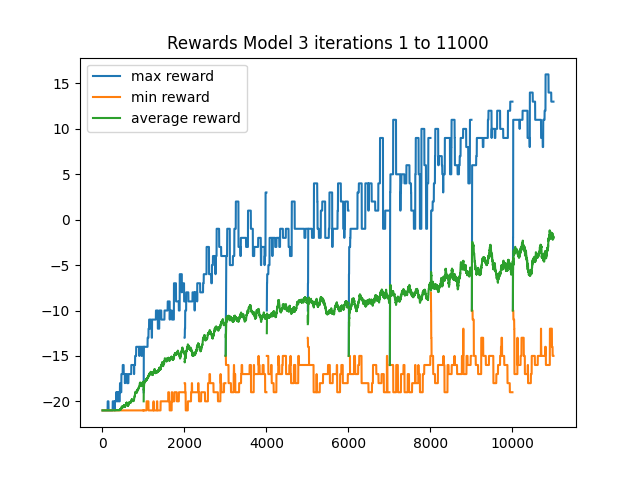 Rewards Model 3 iterations 1 to 11000
max reward
min reward
average reward
15
10
5
0
−5
−10
−15
−20
0 2000 4000 6000 8000 10000